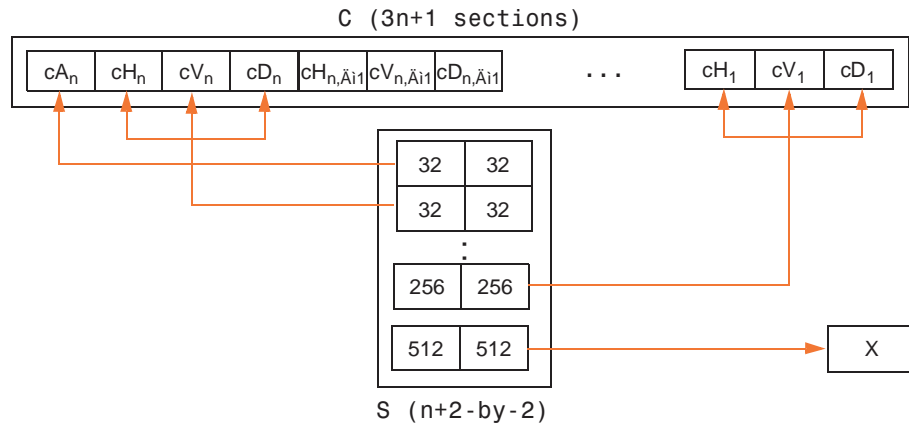 C (3n+1 sections)
cAn cHn cVn cDn cHn‚Äì1 cVn‚Äì1 cDn‚Äì1 ... cH1 cV1 cD1
32 32
32 32
:
256 256
512 512 X
S (n+2-by-2)